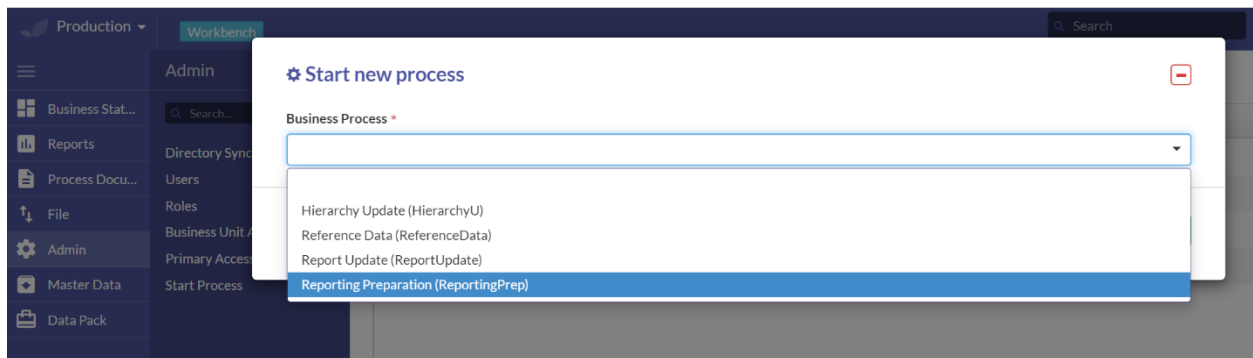 Production
Workbench
Search
Admin
Start new process
Business Process *
Search...
Business Stat...
Reports
Process Docu...
File
Admin
Master Data
Data Pack
Directory Sync
Users
Roles
Business Unit
Primary Access
Start Process
Hierarchy Update (HierarchyU)
Reference Data (ReferenceData)
Report Update (ReportUpdate)
Reporting Preparation (ReportingPrep)